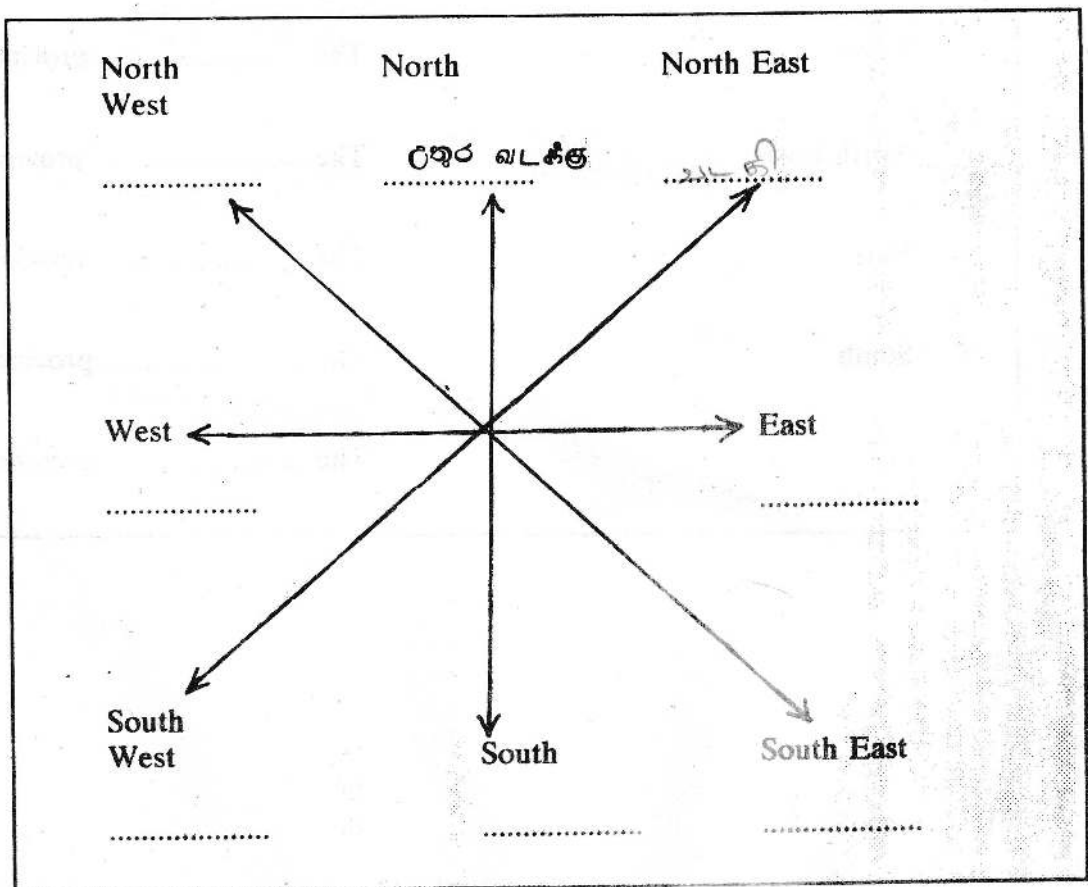 North West
North
North East
උතුර வடக்கு
West
East
South West
South
South East